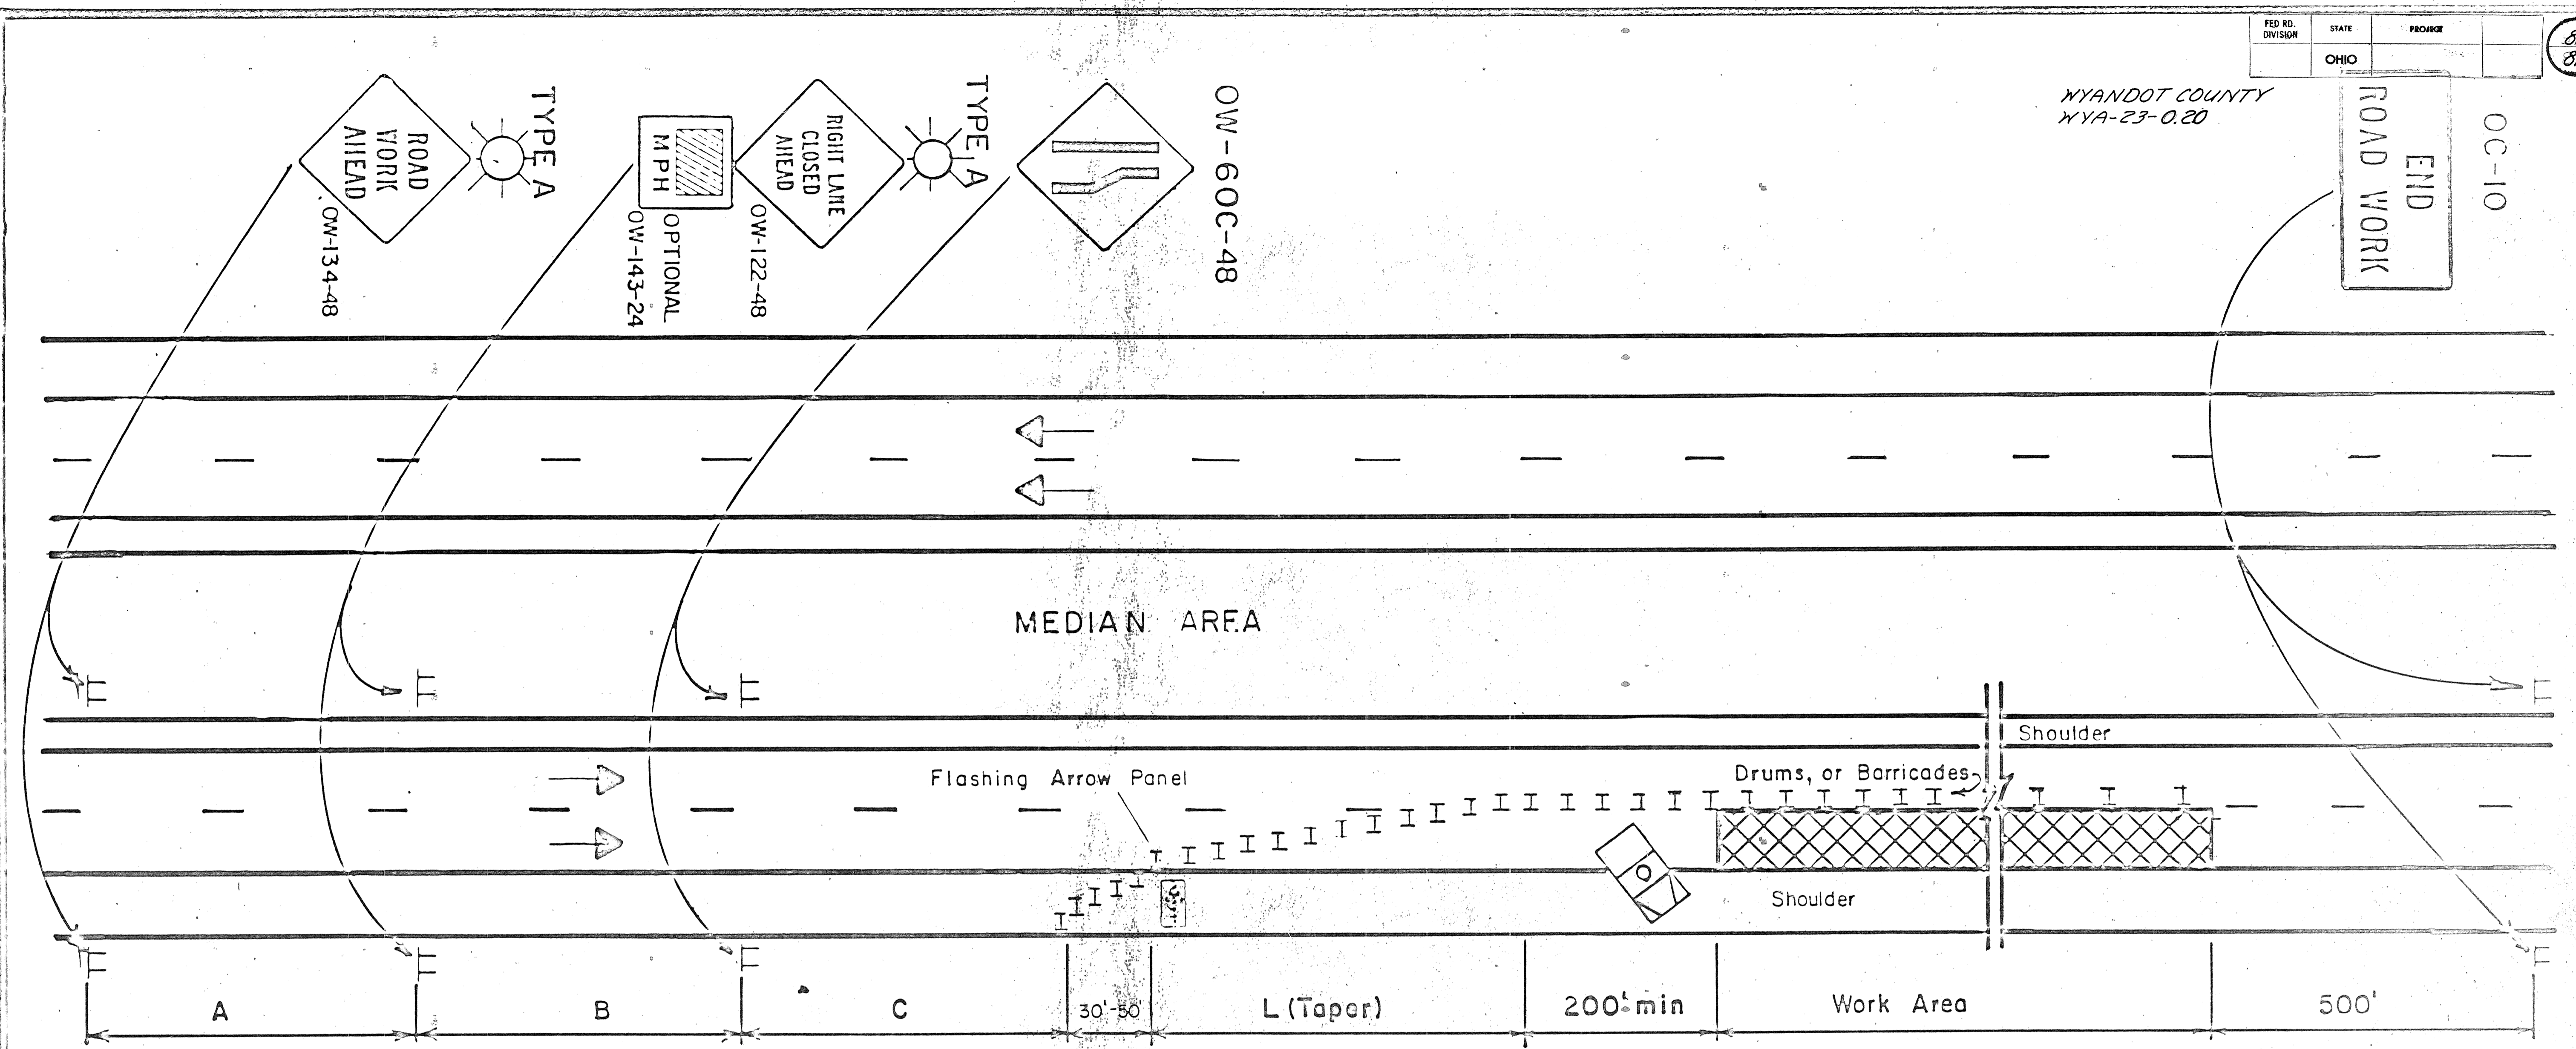 FED RD.
DIVISION
STATE
PROJECT
OHIO
WYANDOT COUNTY
WYA-23-0.20
ROAD
WORK
AHEAD
TYPE A
OW-134-48
MPH
OPTIONAL
OW-143-24
RIGHT LANE
CLOSED
AHEAD
OW-122-48
TYPE A
OW-60C-48
END
ROAD WORK
OC-10
MEDIAN AREA
Shoulder
Flashing Arrow Panel
Drums, or Barricades
Shoulder
A
B
C
30'-50'
L (Taper)
200' min
Work Area
500'